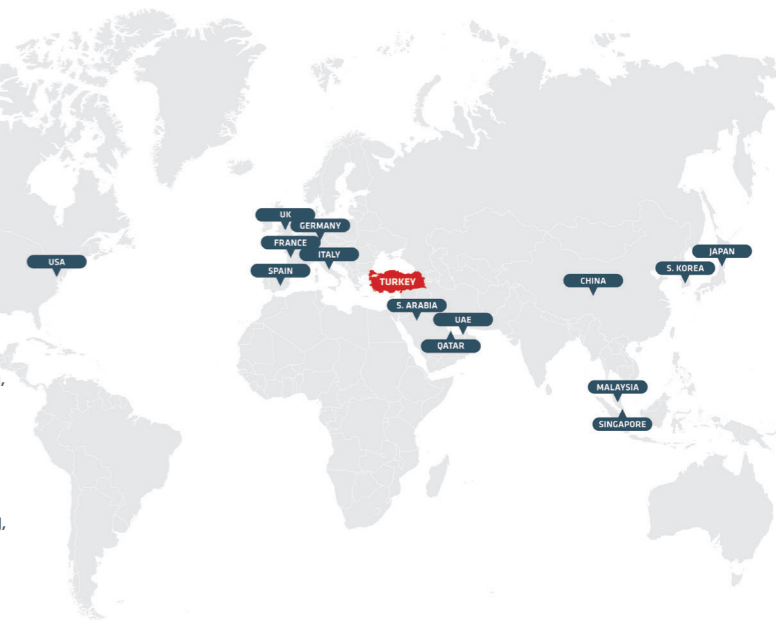 UK
GERMANY
FRANCE
ITALY
USA
SPAIN
TURKEY
JAPAN
S. KOREA
CHINA
S. ARABIA
UAE
QATAR
MALAYSIA
SINGAPORE
,
,